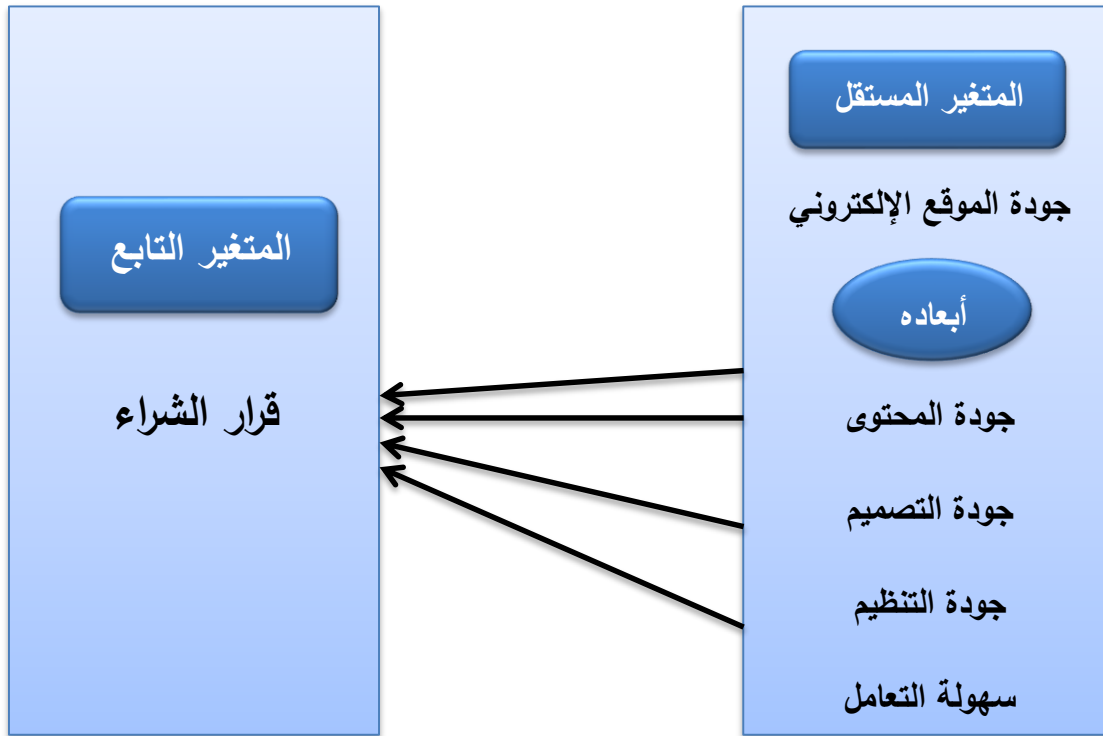 المتغير المستقل
جودة الموقع الإلكتروني
أبعاده
جودة المحتوى
جودة التصميم
جودة التنظيم
سهولة التعامل
المتغير التابع
قرار الشراء